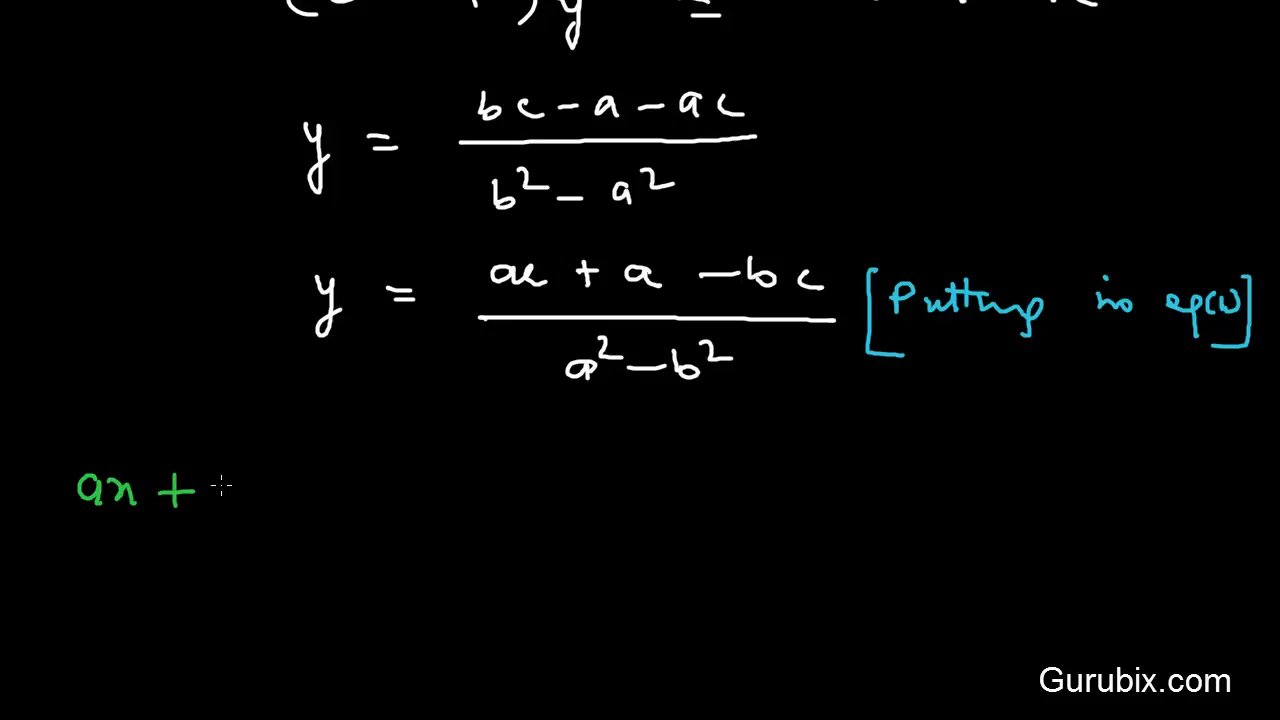 y = (bc - a - ac) / (b² - a²)
y = (ac + a - bc) / (a² - b²) [Putting in eq(1)]
ax +
Gurubix.com